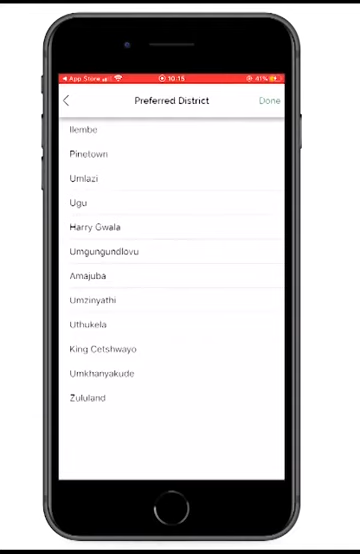 App Store 10:15 41%
Preferred District Done
Ilembe
Pinetown
Umlazi
Ugu
Harry Gwala
Umgungundlovu
Amajuba
Umzinyathi
Uthukela
King Cetshwayo
Umkhanyakude
Zululand